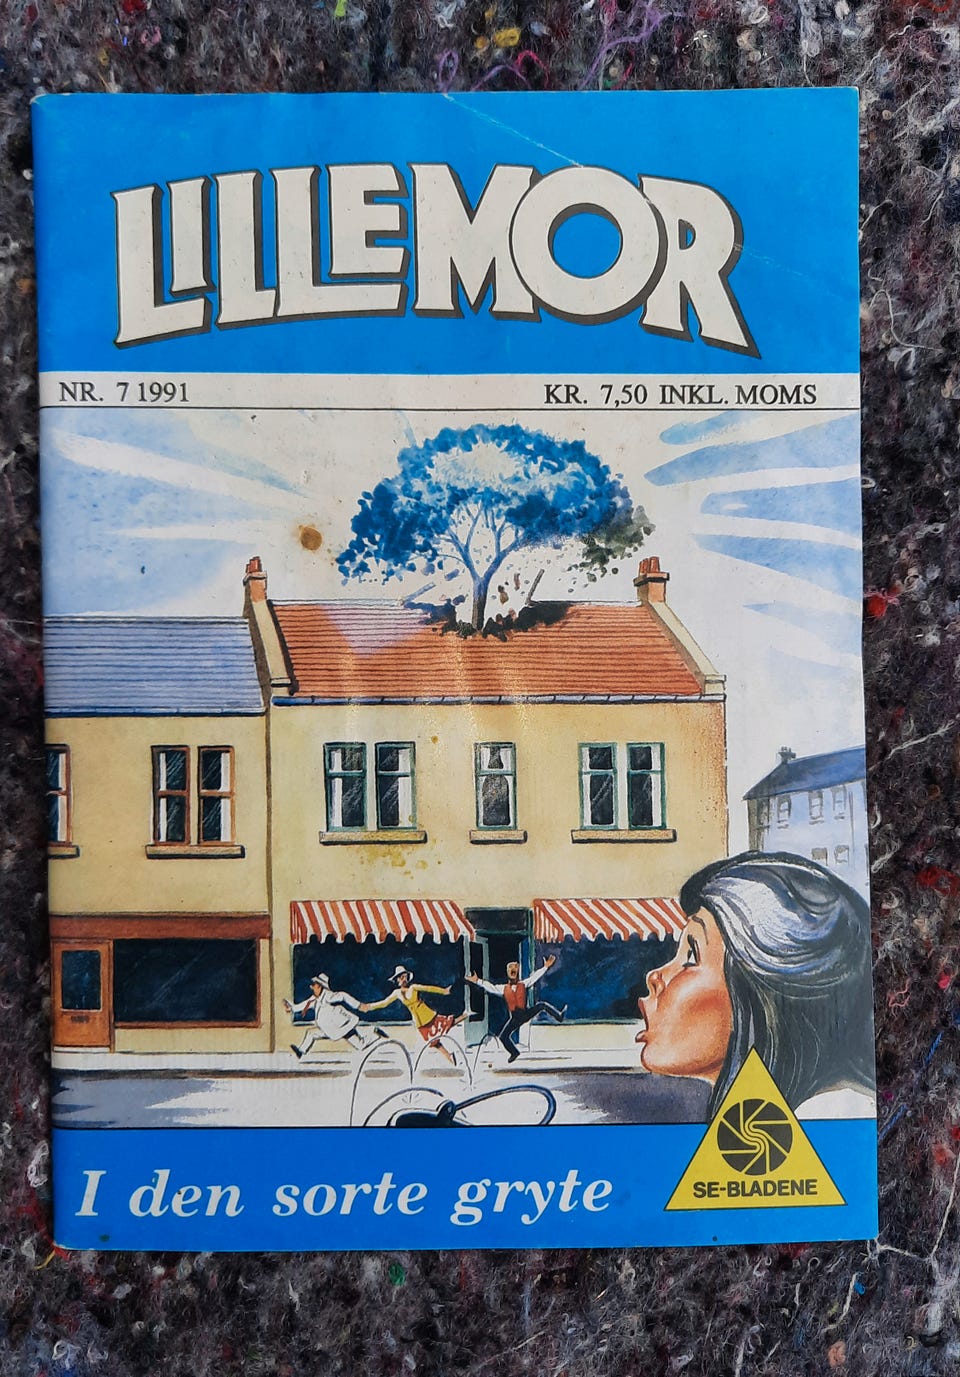 LILLEMOR
NR. 7 1991
KR. 7,50 INKL. MOMS
I den sorte gryte
SE-BLADENE